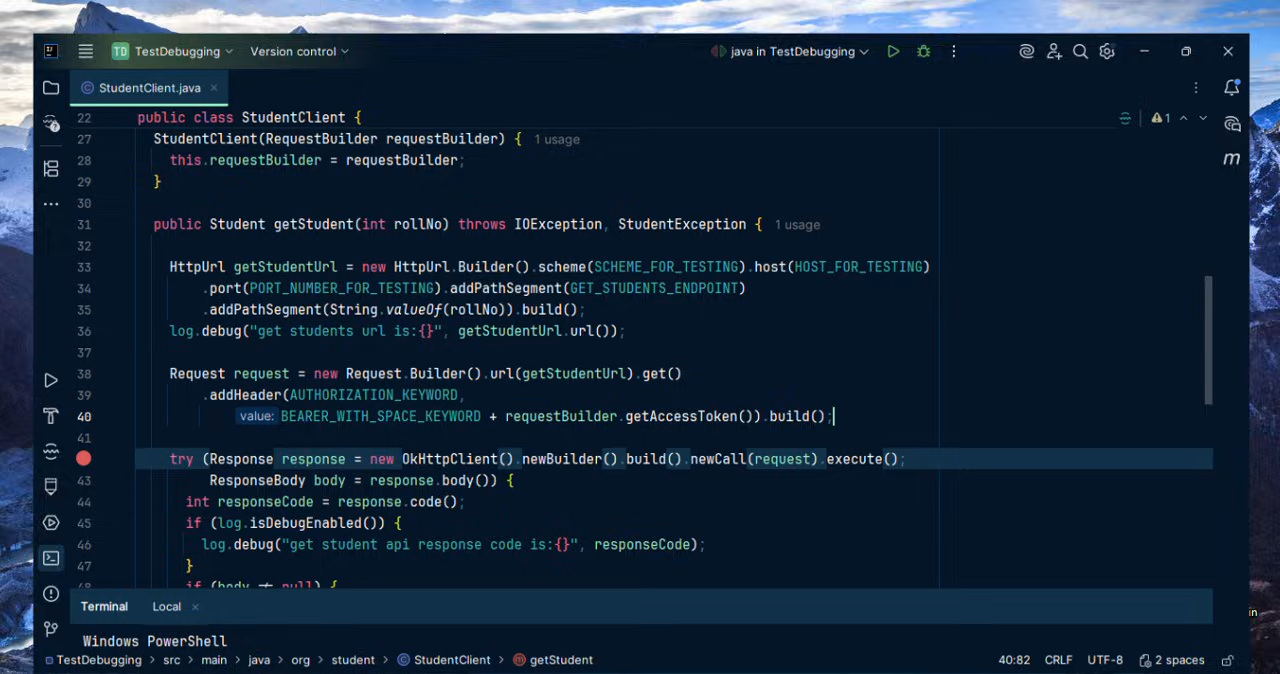 TD TestDebugging Version control java in TestDebugging
StudentClient.java
1
22 public class StudentClient {
27 StudentClient(RequestBuilder requestBuilder) { 1 usage
28 this.requestBuilder = requestBuilder;
29 }
30
31 public Student getStudent(int rollNo) throws IOException, StudentException { 1 usage
32
33 HttpUrl getStudentUrl = new HttpUrl.Builder().scheme(SCHEME_FOR_TESTING).host(HOST_FOR_TESTING)
34 .port(PORT_NUMBER_FOR_TESTING).addPathSegment(GET_STUDENTS_ENDPOINT)
35 .addPathSegment(String.valueOf(rollNo)).build();
36 log.debug("get students url is:{}", getStudentUrl.url());
37
38 Request request = new Request.Builder().url(getStudentUrl).get()
39 .addHeader(AUTHORIZATION_KEYWORD,
40 value: BEARER_WITH_SPACE_KEYWORD + requestBuilder.getAccessToken()).build();
41
try (Response response = new OkHttpClient().newBuilder().build().newCall(request).execute();
43 ResponseBody body = response.body()) {
44 int responseCode = response.code();
45 if (log.isDebugEnabled()) {
46 log.debug("get student api response code is:{}", responseCode);
47 }
48 if (body ≠ null) {
Terminal Local
in
Windows PowerShell
TestDebugging > src > main > java > org > student > StudentClient > getStudent 40:82 CRLF UTF-8 2 spaces